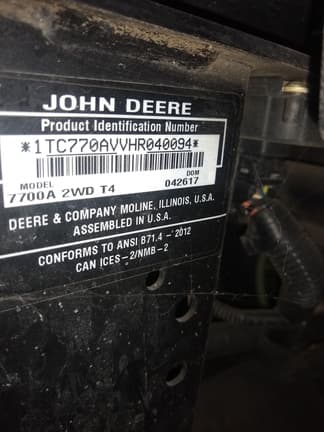 JOHN DEERE
Product Identification Number
*1TC770AVVHR040094*
MODEL DOM
7700A 2WD T4 042617
DEERE & COMPANY MOLINE, ILLINOIS, U.S.A.
ASSEMBLED IN U.S.A.
CONFORMS TO ANSI B71.4 - 2012
CAN ICES-2/NMB-2